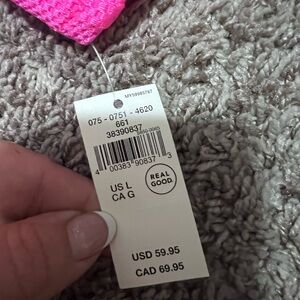 MY59985787
075 - 0751 - 4620
661
38390837
4 00383 90837 3
US L
CA G
REAL
GOOD
USD 59.95
CAD 69.95